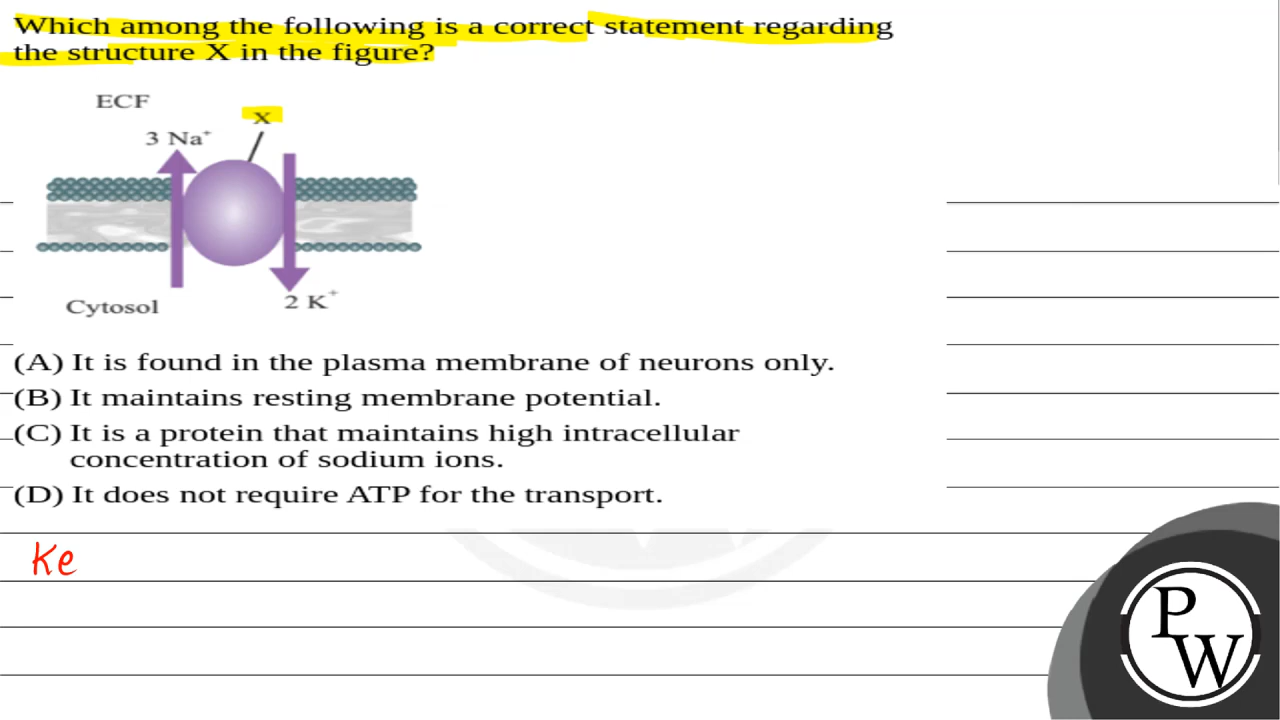 Which among the following is a correct statement regarding
the structure X in the figure?
ECF
X
3 Na⁺
Cytosol
2 K⁺
(A) It is found in the plasma membrane of neurons only.
(B) It maintains resting membrane potential.
(C) It is a protein that maintains high intracellular
concentration of sodium ions.
(D) It does not require ATP for the transport.
Ke
P
W